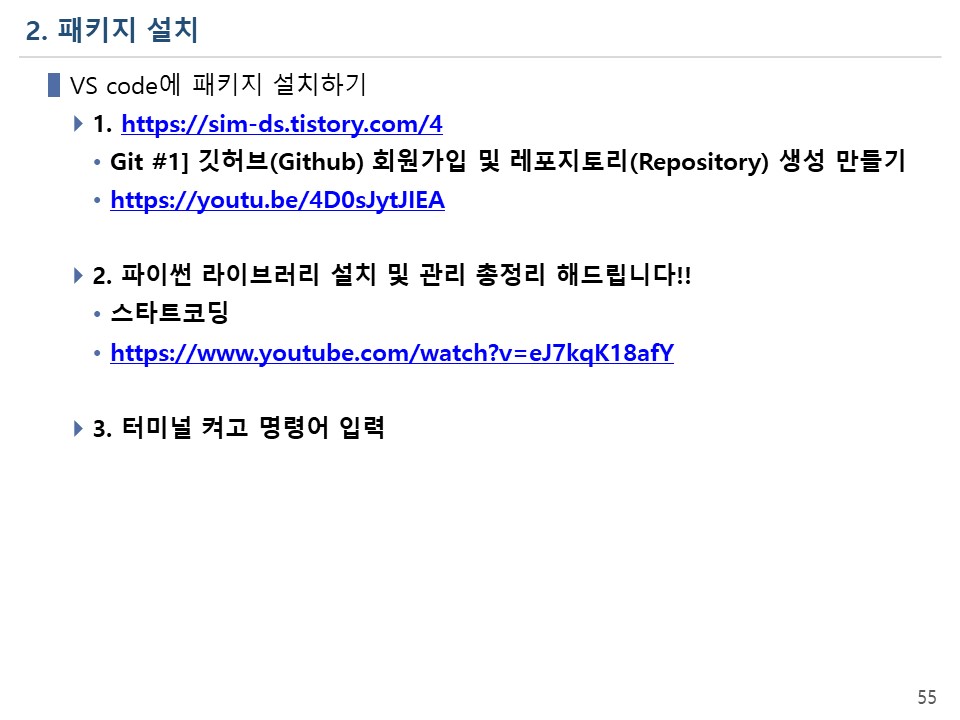 2. 패키지 설치
VS code에 패키지 설치하기
1. https://sim-ds.tistory.com/4
Git #1] 깃허브(Github) 회원가입 및 레포지토리(Repository) 생성 만들기
https://youtu.be/4D0sJytJIEA
2. 파이썬 라이브러리 설치 및 관리 총정리 해드립니다!!
스타트코딩
https://www.youtube.com/watch?v=eJ7kqK18afY
3. 터미널 켜고 명령어 입력
55